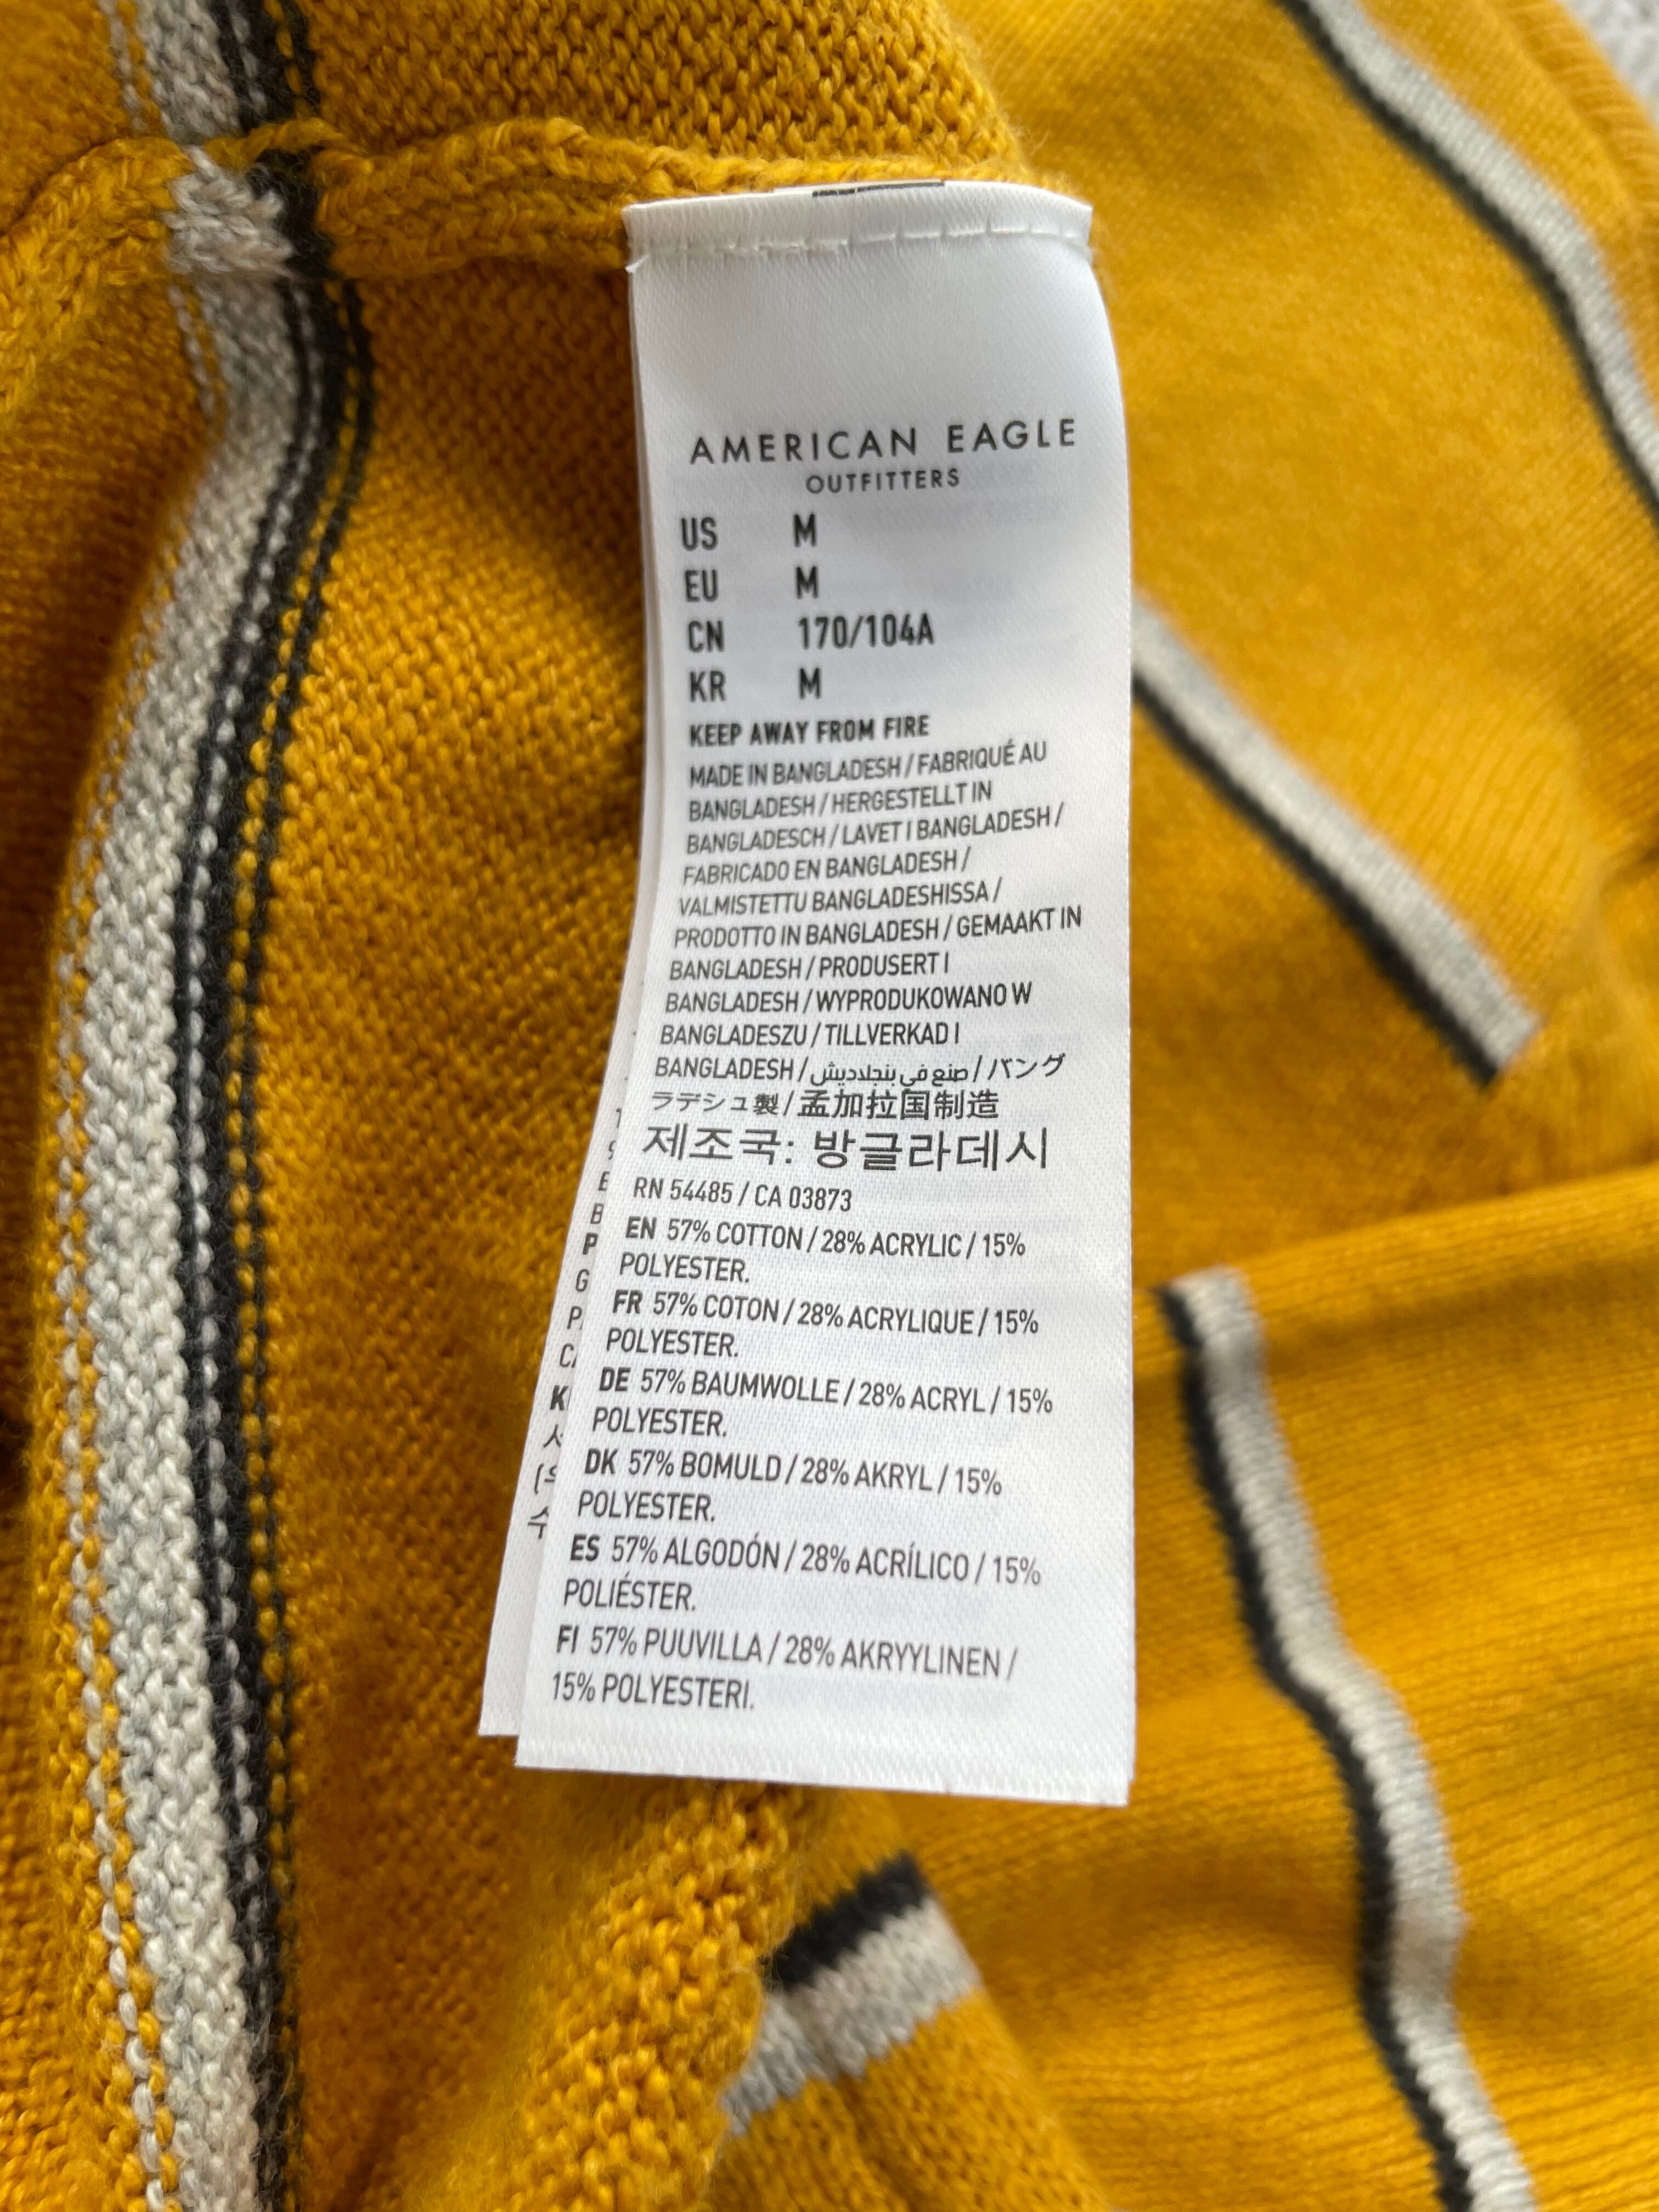 AMERICAN EAGLE
OUTFITTERS
US M
EU M
CN 170/104A
KR M
KEEP AWAY FROM FIRE
MADE IN BANGLADESH / FABRIQUÉ AU
BANGLADESH / HERGESTELLT IN
BANGLADESCH / LAVET I BANGLADESH /
FABRICADO EN BANGLADESH /
VALMISTETTU BANGLADESHISSA /
PRODOTTO IN BANGLADESH / GEMAAKT IN
BANGLADESH / PRODUSERT I
BANGLADESH / WYPRODUKOWANO W
BANGLADESZU / TILLVERKAD I
BANGLADESH / صنع في بنجلاديش / バング
ラデシュ製 / 孟加拉国制造
제조국: 방글라데시
RN 54485 / CA 03873
EN 57% COTTON / 28% ACRYLIC / 15%
POLYESTER.
FR 57% COTON / 28% ACRYLIQUE / 15%
POLYESTER.
DE 57% BAUMWOLLE / 28% ACRYL / 15%
POLYESTER.
DK 57% BOMULD / 28% AKRYL / 15%
POLYESTER.
ES 57% ALGODÓN / 28% ACRÍLICO / 15%
POLIÉSTER.
FI 57% PUUVILLA / 28% AKRYYLINEN /
15% POLYESTERI.